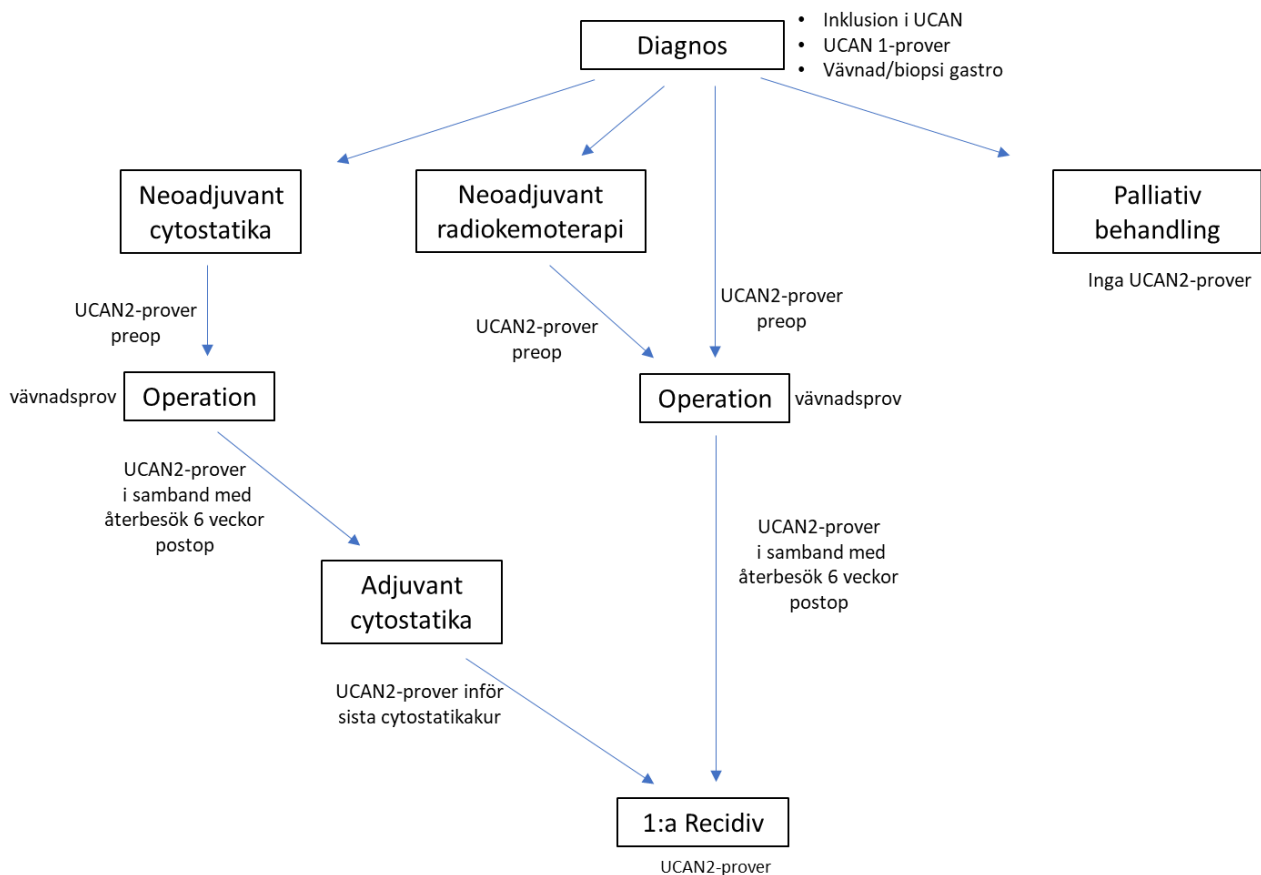 Diagnos
• Inklusion i UCAN
• UCAN 1-prover
• Vävnad/biopsi gastro
Neoadjuvant
cytostatika
Neoadjuvant
radiokemoterapi
Palliativ
behandling
Inga UCAN2-prover
UCAN2-prover
preop
UCAN2-prover
preop
UCAN2-prover
preop
vävnadsprov
Operation
Operation
vävnadsprov
UCAN2-prover
i samband med
återbesök 6 veckor
postop
UCAN2-prover
i samband med
återbesök 6 veckor
postop
Adjuvant
cytostatika
UCAN2-prover inför
sista cytostatikakur
1:a Recidiv
UCAN2-prover